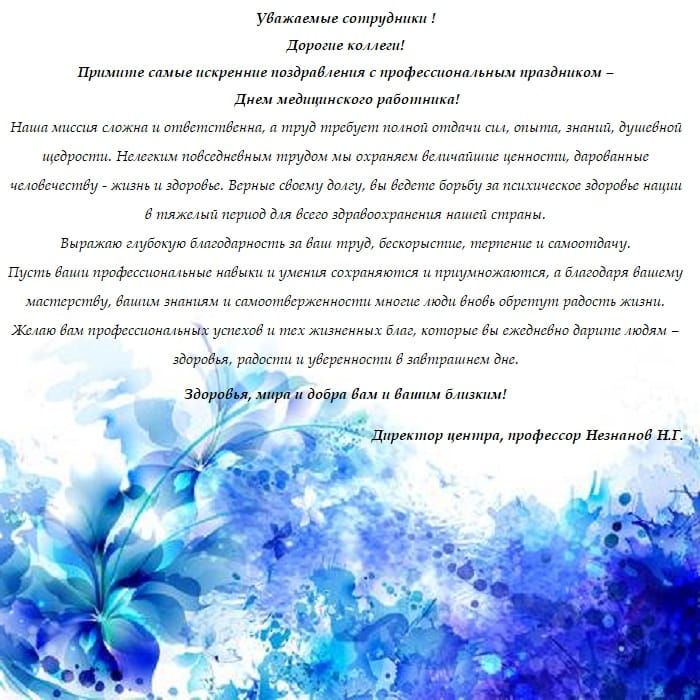 Уважаемые сотрудники !
Дорогие коллеги!
Примите самые искренние поздравления с профессиональным праздником –
Днем медицинского работника!
Наша миссия сложна и ответственна, а труд требует полной отдачи сил, опыта, знаний, душевной
щедрости. Нелегким повседневным трудом мы охраняем величайшие ценности, дарованные
человечеству - жизнь и здоровье. Верные своему долгу, вы ведете борьбу за психическое здоровье нации
в тяжелый период для всего здравоохранения нашей страны.
Выражаю глубокую благодарность за ваш труд, бескорыстие, терпение и самоотдачу.
Пусть ваши профессиональные навыки и умения сохраняются и приумножаются, а благодаря вашему
мастерству, вашим знаниям и самоотверженности многие люди вновь обретут радость жизни.
Желаю вам профессиональных успехов и тех жизненных благ, которые вы ежедневно дарите людям –
здоровья, радости и уверенности в завтрашнем дне.
Здоровья, мира и добра вам и вашим близким!
Директор центра, профессор Незнанов Н.Г.